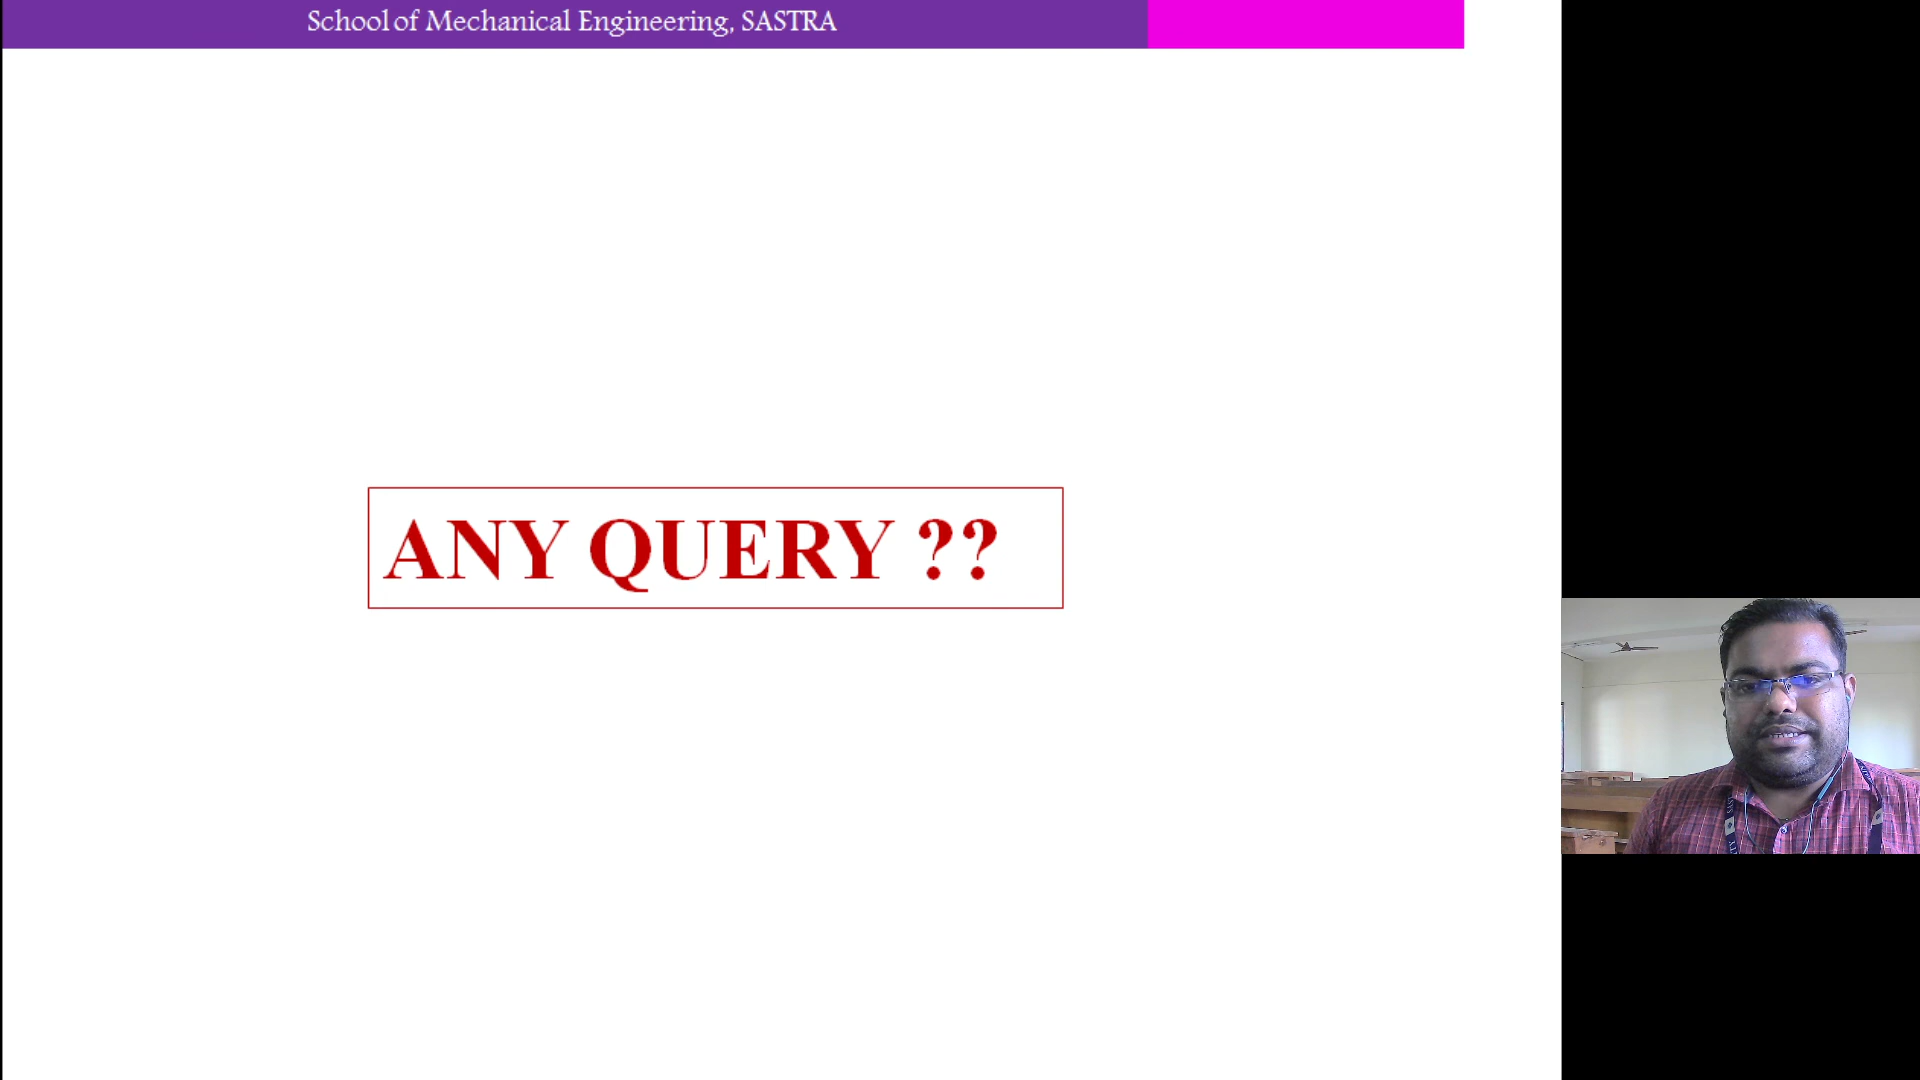 School of Mechanical Engineering, SASTRA
ANY QUERY ??